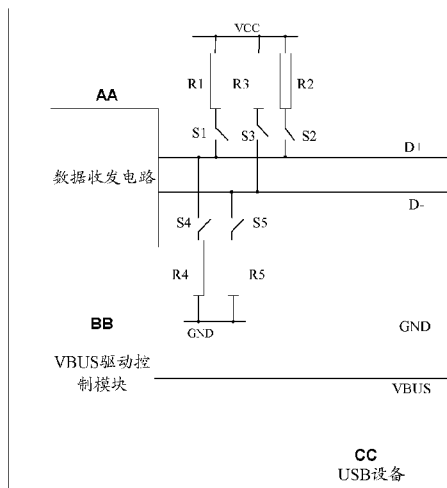 VCC
R1
R3
R2
AA
S1
S3
S2
D+
数据收发电路
D-
S4
S5
R4
R5
BB
GND
GND
VBUS驱动控
制模块
VBUS
CC
USB设备